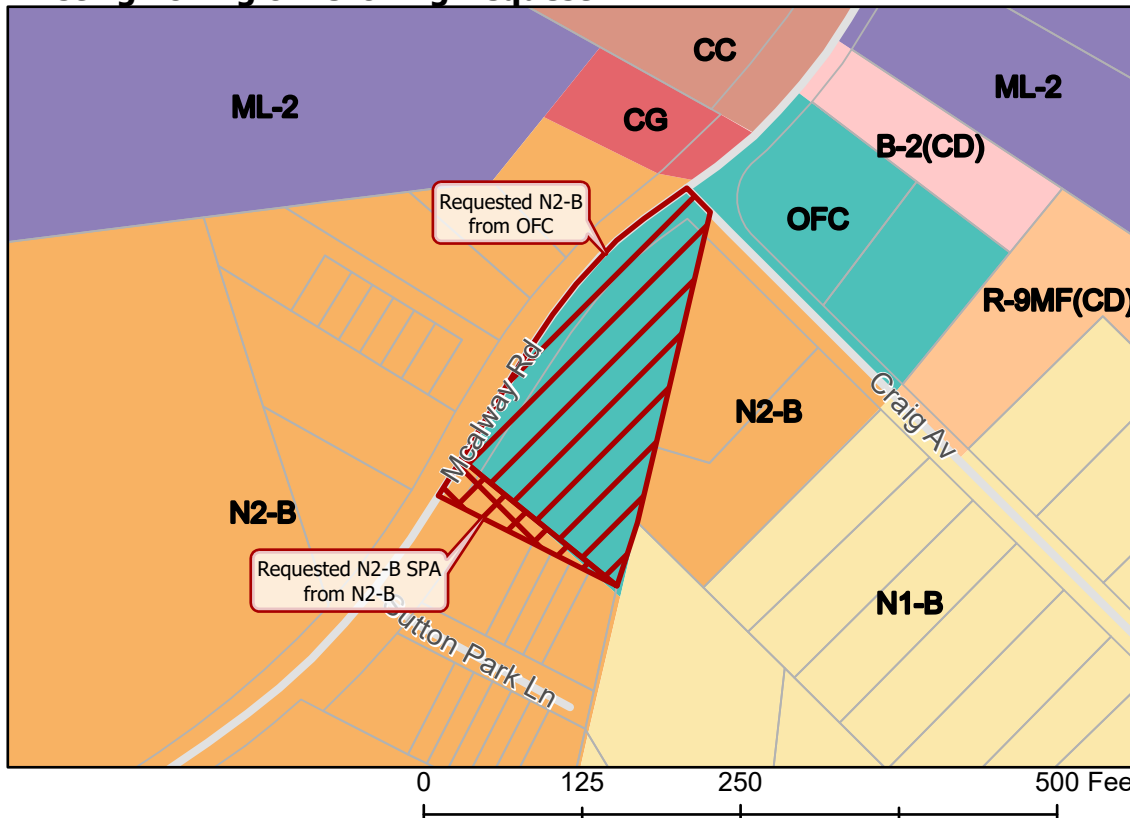 CC
ML-2
ML-2
CG
B-2(CD)
Requested N2-B
from OFC
OFC
R-9MF(CD)
Mcalway Rd
N2-B
Craig Av
N2-B
Requested N2-B SPA
from N2-B
N1-B
Sutton Park Ln
0 125 250 500 Fee